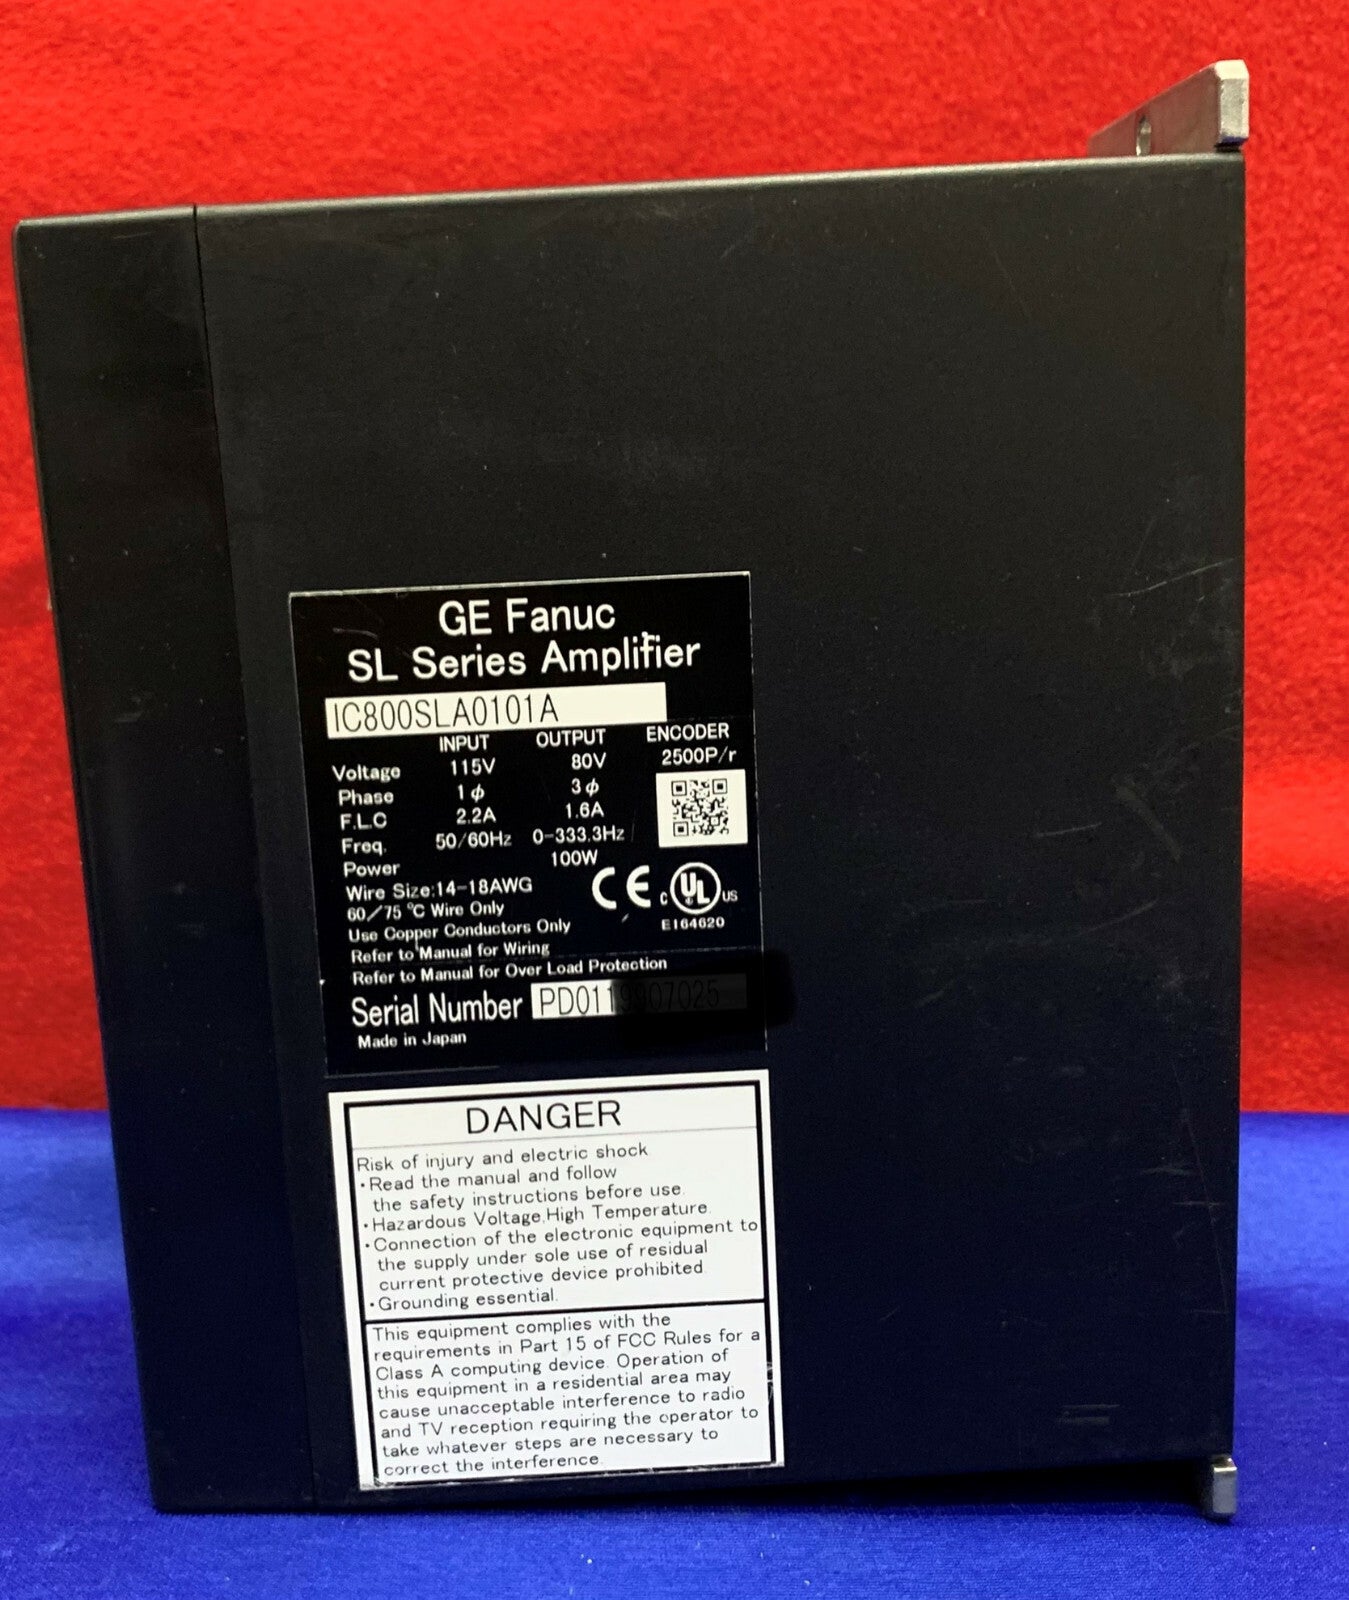 GE Fanuc
SL Series Amplifier
IC800SLA0101A
INPUT OUTPUT ENCODER
Voltage 115V 80V 2500P/r
Phase 1ϕ 3ϕ
F.L.C 2.2A 1.6A
Freq. 50/60Hz 0-333.3Hz
Power 100W
Wire Size:14-18AWG
60/75 °C Wire Only
Use Copper Conductors Only
Refer to Manual for Wiring
Refer to Manual for Over Load Protection
CE c UL US
E164620
Serial Number PD0119907025
Made in Japan
DANGER
Risk of injury and electric shock
・Read the manual and follow
the safety instructions before use.
・Hazardous Voltage.High Temperature.
・Connection of the electronic equipment to
the supply under sole use of residual
current protective device prohibited.
・Grounding essential.
This equipment complies with the
requirements in Part 15 of FCC Rules for a
Class A computing device. Operation of
this equipment in a residential area may
cause unacceptable interference to radio
and TV reception requiring the operator to
take whatever steps are necessary to
correct the interference.